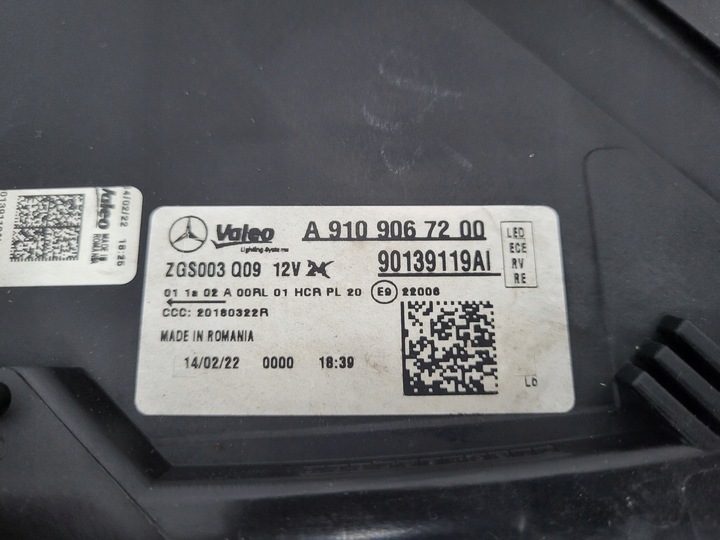 Valeo
Lighting Systems
A 910 906 72 00
ZGS003 Q09 12V
90139119AI
LED
ECE
RV
RE
01 1a 02 A 00RL 01 HCR PL 20 E9 22006
CCC: 20160322R
MADE IN ROMANIA
14/02/22 0000 18:39
L6
4/02/22 18:25
Valeo
MADE IN
ROMANIA